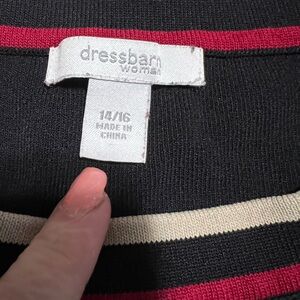 dressbarn
woman
14/16
MADE IN
CHINA